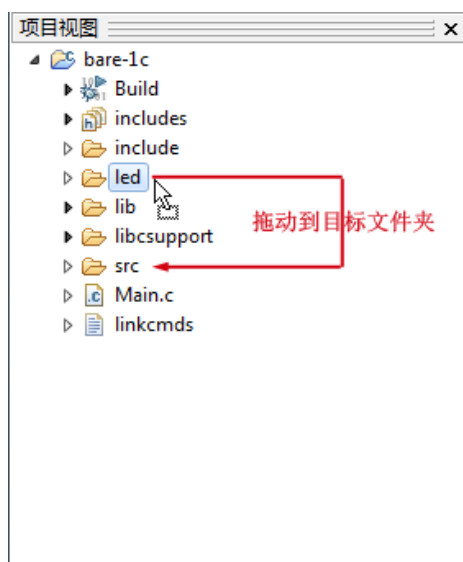 项目视图
bare-1c
Build
includes
include
led
lib
拖动到目标文件夹
libcsupport
src
Main.c
linkcmds